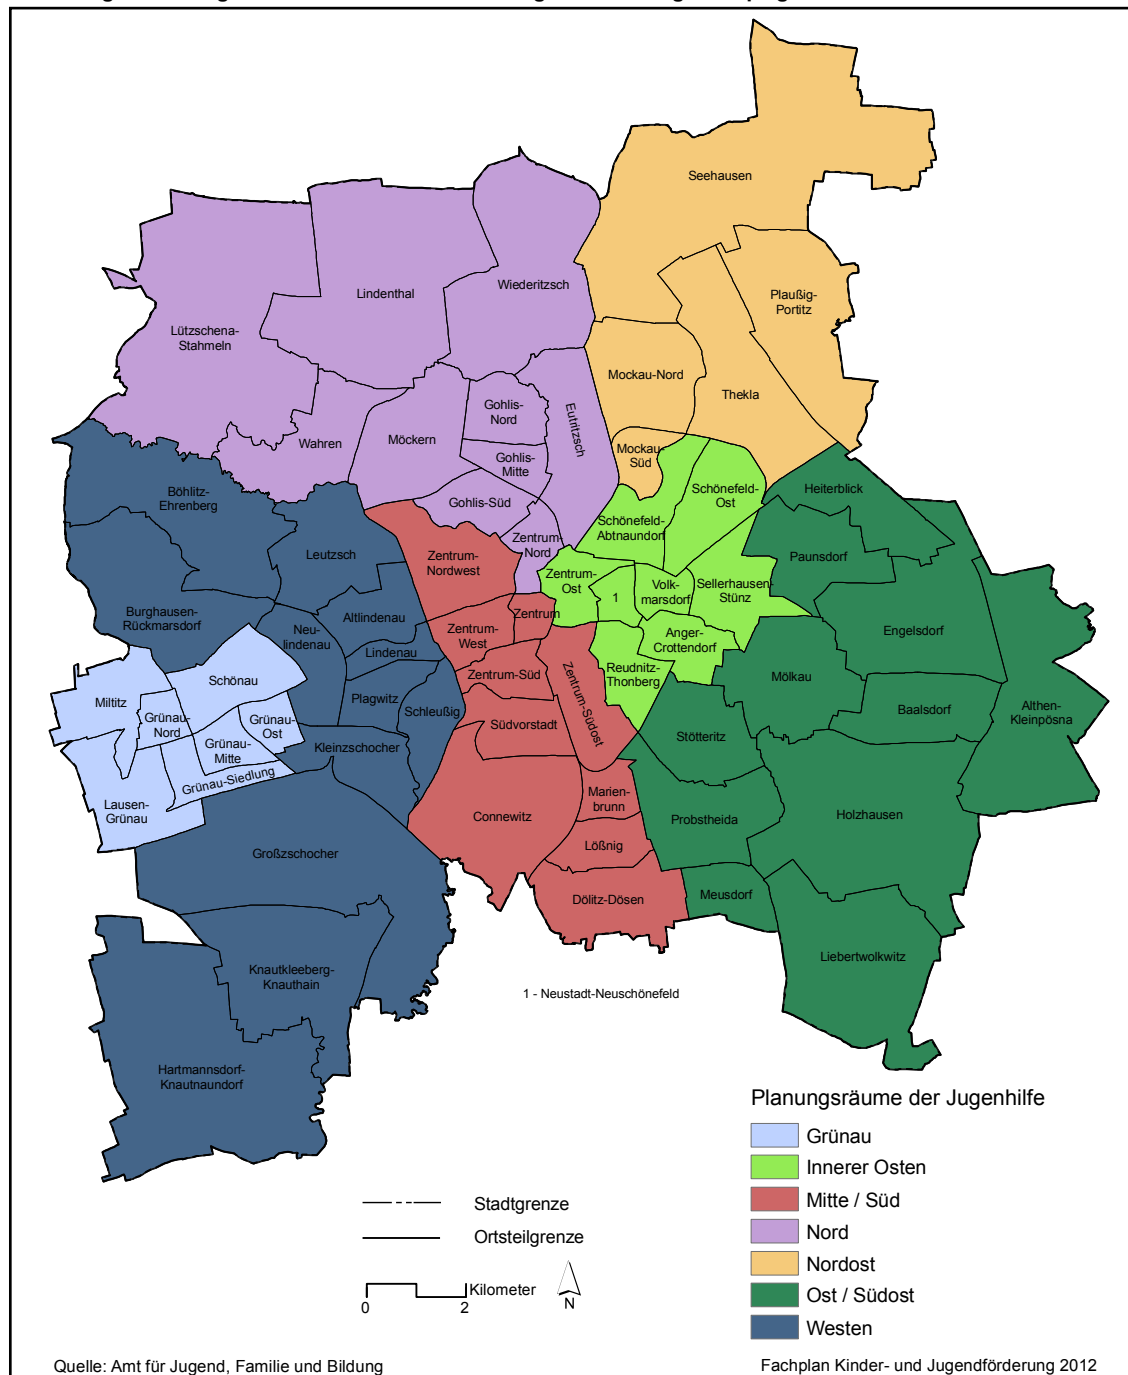 Seehausen
Plaußig-
Portitz
Wiederitzsch
Lindenthal
Lützschena-
Stahmeln
Mockau-Nord
Thekla
Gohlis-
Nord
Eutritzsch
Wahren
Möckern
Gohlis-
Mitte
Mockau-
Süd
Heiterblick
Böhlitz-
Ehrenberg
Gohlis-Süd
Schönefeld-
Ost
Schönefeld-
Abtnaundorf
Zentrum-
Nord
Zentrum-
Nordwest
Leutzsch
Paunsdorf
Zentrum-
Ost
1
Volk-
marsdorf
Sellerhausen-
Stünz
Burghausen-
Rückmarsdorf
Altlindenau
Neu-
lindenau
Zentrum
Zentrum-
West
Anger-
Crottendorf
Engelsdorf
Lindenau
Reudnitz-
Thonberg
Zentrum-Süd
Zentrum-Südost
Mölkau
Schönau
Miltitz
Plagwitz
Schleußig
Baalsdorf
Althen-
Kleinpösna
Grünau-
Nord
Grünau-
Ost
Grünau-
Mitte
Südvorstadt
Stötteritz
Kleinzschocher
Grünau-Siedlung
Lausen-
Grünau
Marien-
brunn
Connewitz
Probstheida
Holzhausen
Lößnig
Großzschocher
Dölitz-Dösen
Meusdorf
Liebertwolkwitz
Knautkleeberg-
Knauthain
1 - Neustadt-Neuschönefeld
Hartmannsdorf-
Knautnaundorf
Planungsräume der Jugenhilfe
Grünau
Innerer Osten
Mitte / Süd
Nord
Nordost
Ost / Südost
Westen
Stadtgrenze
Ortsteilgrenze
Kilometer
0 2
N
Quelle: Amt für Jugend, Familie und Bildung
Fachplan Kinder- und Jugendförderung 2012